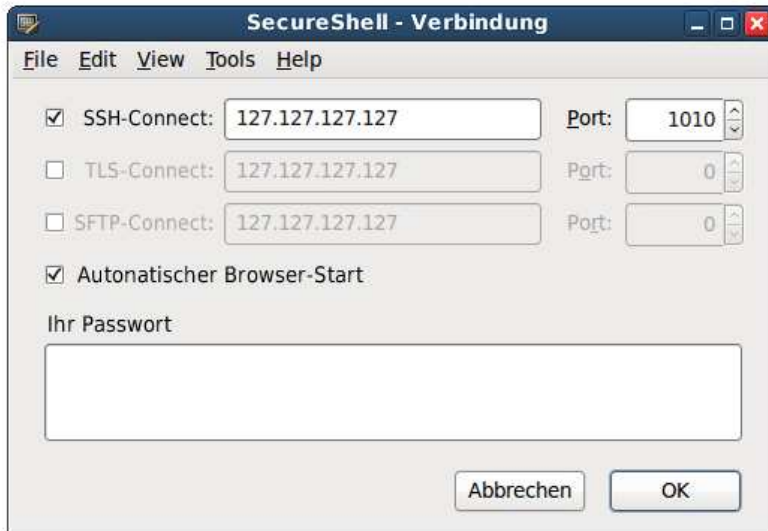 SecureShell - Verbindung
File Edit View Tools Help
SSH-Connect: 127.127.127.127 Port: 1010
TLS-Connect: 127.127.127.127 Port: 0
SFTP-Connect: 127.127.127.127 Port: 0
Autonatischer Browser-Start
Ihr Passwort
Abbrechen OK